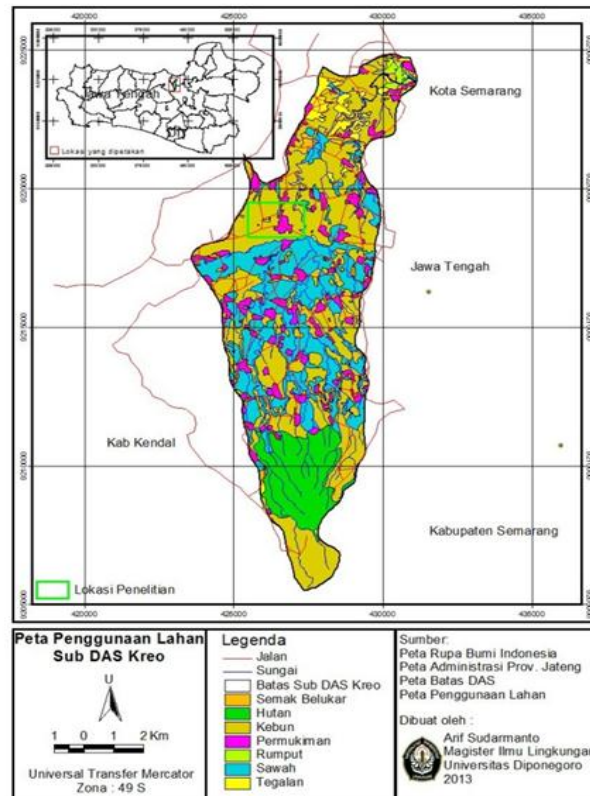 420000 425000 430000
Kota Semarang
Jawa Tengah
Lokasi yang dipetakan
9220000
Jawa Tengah
9215000
Kab Kendal
9210000
Kabupaten Semarang
Lokasi Penelitian
9205000
420000 425000 430000
Peta Penggunaan Lahan
Sub DAS Kreo
U
1 0 1 2 Km
Universal Transfer Mercator
Zona : 49 S
Legenda
Jalan
Sungai
Batas Sub DAS Kreo
Semak Belukar
Hutan
Kebun
Permukiman
Rumput
Sawah
Tegalan
Sumber:
Peta Rupa Bumi Indonesia
Peta Administrasi Prov. Jateng
Peta Batas DAS
Peta Penggunaan Lahan
Dibuat oleh :
Arif Sudarmanto
Magister Ilmu Lingkungan
Universitas Diponegoro
2013